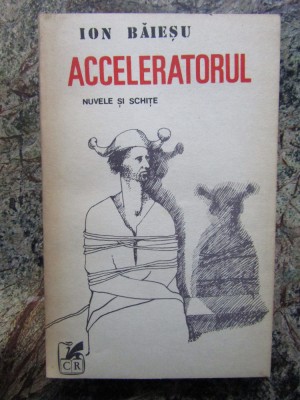 ION BĂIEȘU
ACCELERATORUL
NUVELE ȘI SCHIȚE
CR